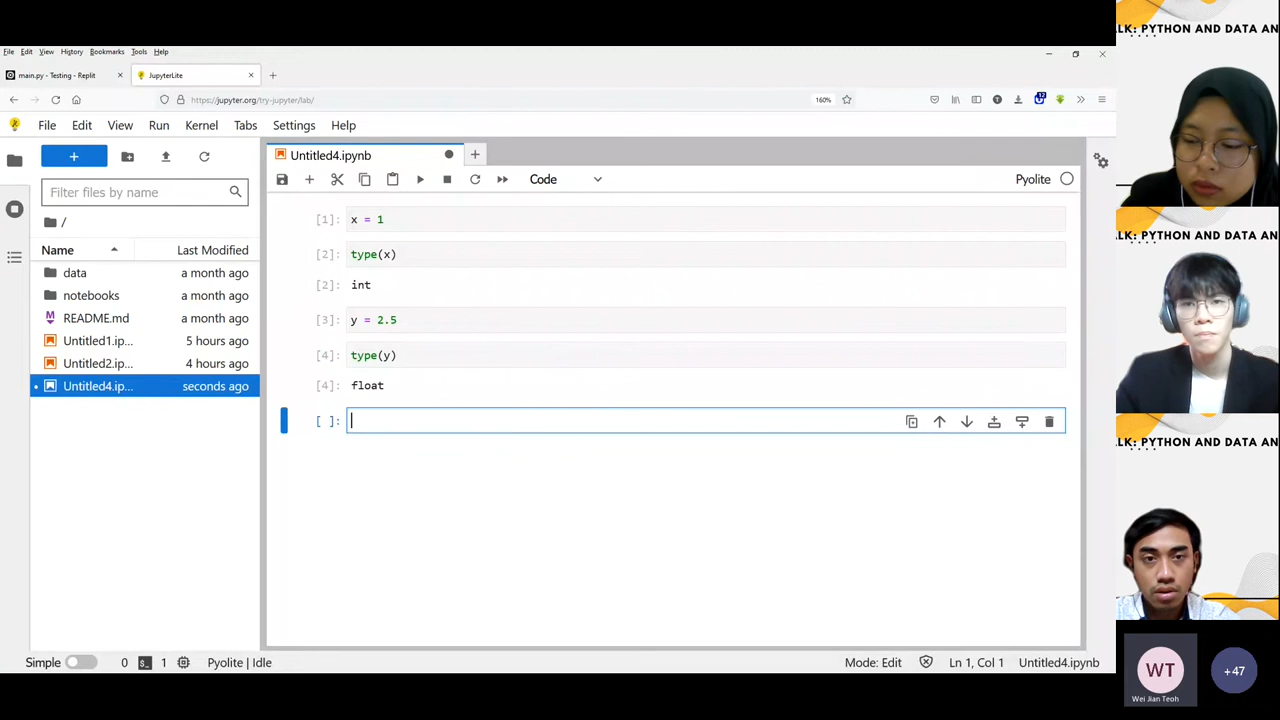 File Edit View History Bookmarks Tools Help
main.py - Testing - Replit
JupyterLite
https://jupyter.org/try-jupyter/lab/
160%
12
File Edit View Run Kernel Tabs Settings Help
Untitled4.ipynb
Filter files by name
Code
Pyolite
/
Name
Last Modified
data a month ago
notebooks a month ago
README.md a month ago
Untitled1.ip... 5 hours ago
Untitled2.ip... 4 hours ago
Untitled4.ip... seconds ago
[1]: x = 1
[2]: type(x)
[2]: int
[3]: y = 2.5
[4]: type(y)
[4]: float
[ ]:
Simple 0 1 Pyolite | Idle
Mode: Edit Ln 1, Col 1 Untitled4.ipynb
ALK: PYTHON AND DATA AN
ALK: PYTHON AND DATA AN
ALK: PYTHON AND DATA AN
WT
Wei Jian Teoh
+47